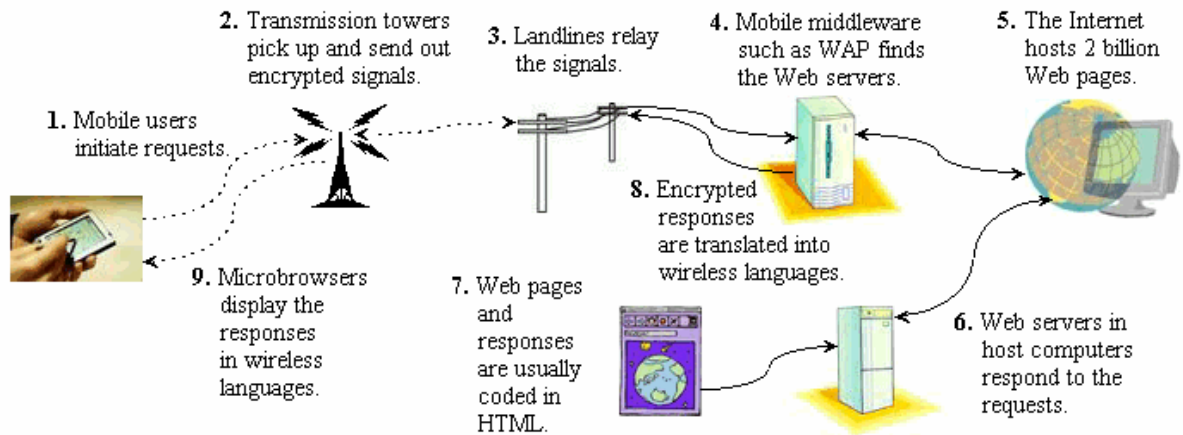 1. Mobile users
initiate requests.
2. Transmission towers
pick up and send out
encrypted signals.
3. Landlines relay
the signals.
4. Mobile middleware
such as WAP finds
the Web servers.
5. The Internet
hosts 2 billion
Web pages.
6. Web servers in
host computers
respond to the
requests.
7. Web pages
and
responses
are usually
coded in
HTML.
8. Encrypted
responses
are translated into
wireless languages.
9. Microbrowsers
display the
responses
in wireless
languages.